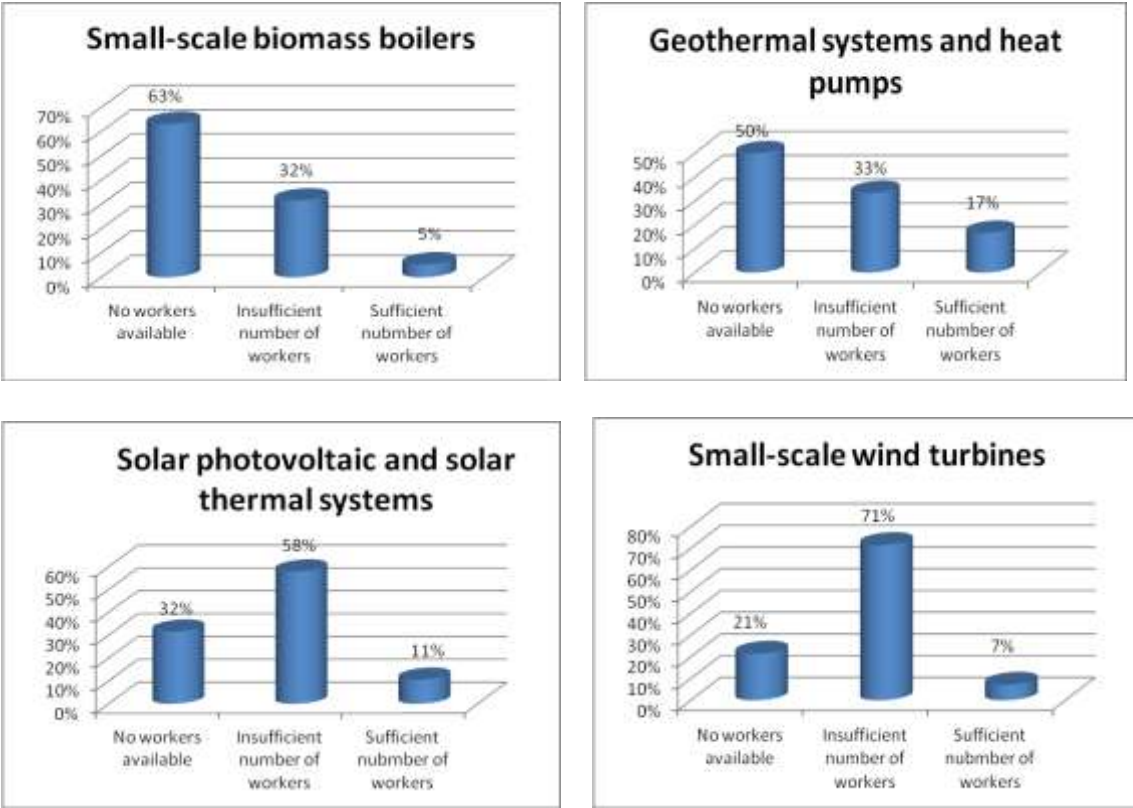 Small-scale biomass boilers
63%
70%
60%
50%
40%
30%
20%
10%
0%
32%
5%
No workers
available
Insufficient
number of
workers
Sufficient
nubmber of
workers
Geothermal systems and heat
pumps
50%
50%
40%
30%
20%
10%
0%
33%
17%
No workers
available
Insufficient
number of
workers
Sufficient
nubmber of
workers
Solar photovoltaic and solar
thermal systems
58%
60%
50%
40%
30%
20%
10%
0%
32%
11%
No workers
available
Insufficient
number of
workers
Sufficient
nubmber of
workers
Small-scale wind turbines
71%
80%
70%
60%
50%
40%
30%
20%
10%
0%
21%
7%
No workers
available
Insufficient
number of
workers
Sufficient
nubmber of
workers